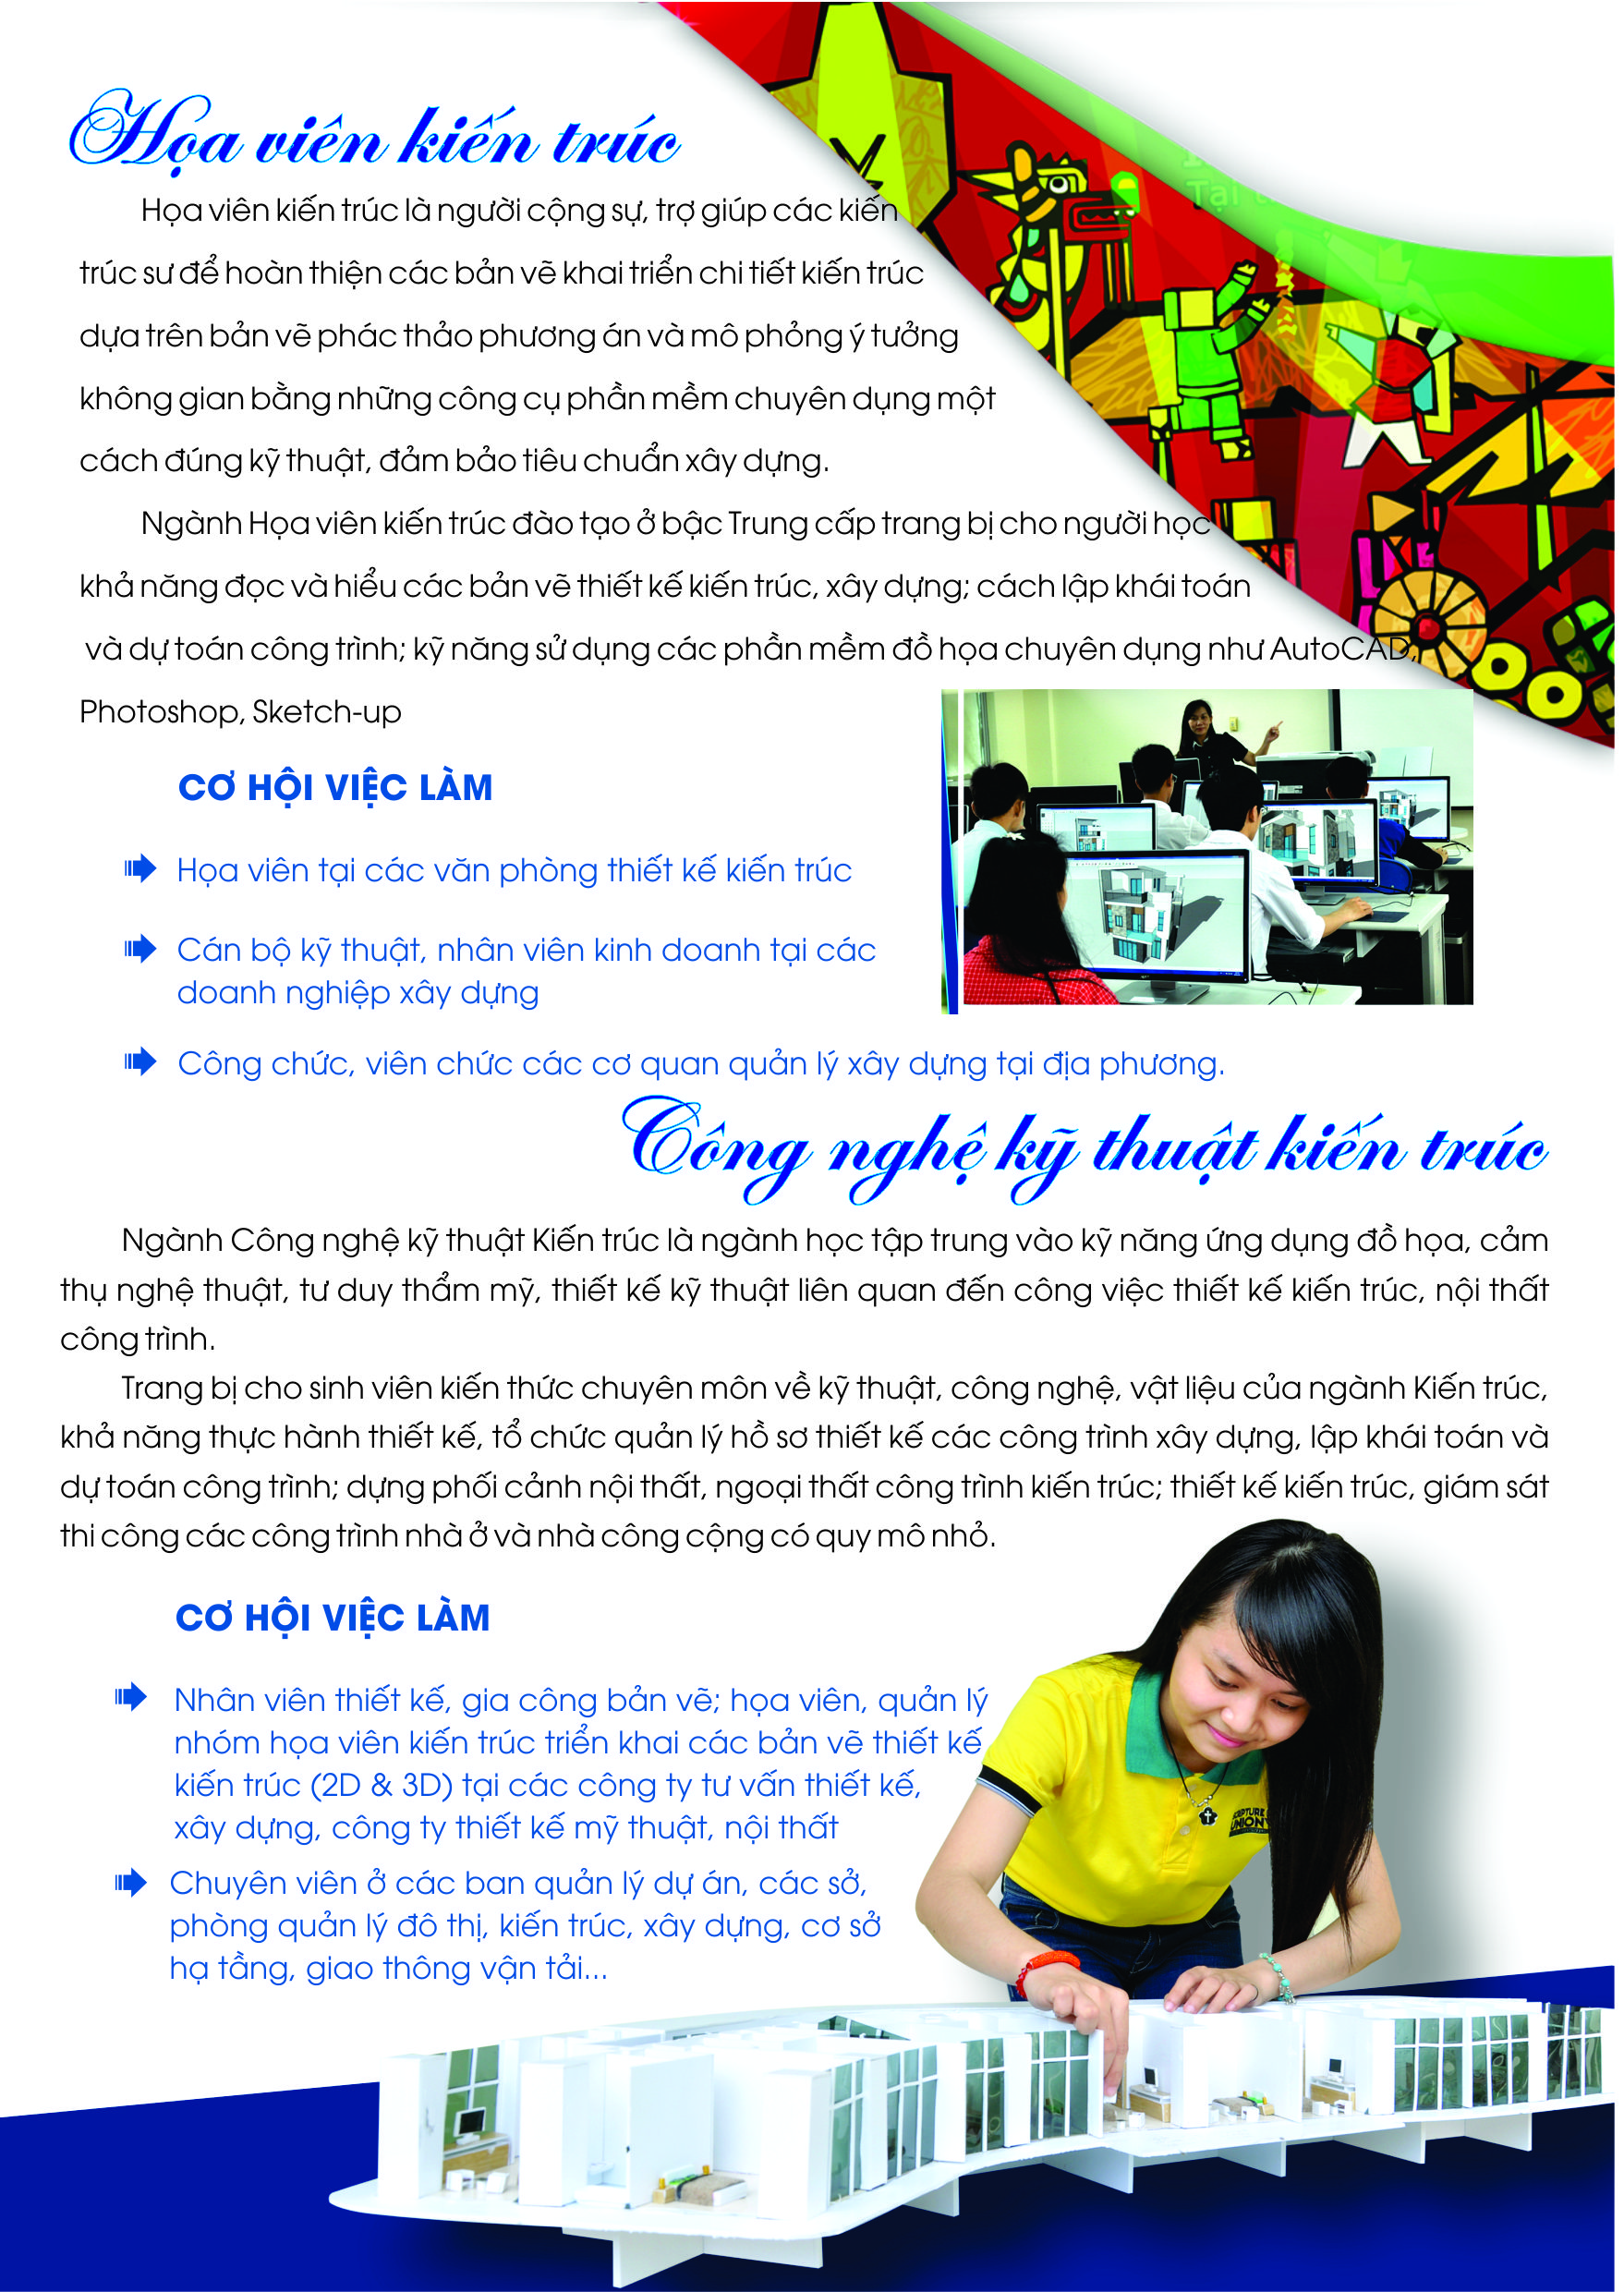 Họa viên kiến trúc
Họa viên kiến trúc là người cộng sự, trợ giúp các kiến
trúc sư để hoàn thiện các bản vẽ khai triển chi tiết kiến trúc
dựa trên bản vẽ phác thảo phương án và mô phỏng ý tưởng
không gian bằng những công cụ phần mềm chuyên dụng một
cách đúng kỹ thuật, đảm bảo tiêu chuẩn xây dựng.
Ngành Họa viên kiến trúc đào tạo ở bậc Trung cấp trang bị cho người học
khả năng đọc và hiểu các bản vẽ thiết kế kiến trúc, xây dựng; cách lập khái toán
và dự toán công trình; kỹ năng sử dụng các phần mềm đồ họa chuyên dụng như AutoCAD,
Photoshop, Sketch-up
CƠ HỘI VIỆC LÀM
Họa viên tại các văn phòng thiết kế kiến trúc
Cán bộ kỹ thuật, nhân viên kinh doanh tại các
doanh nghiệp xây dựng
Công chức, viên chức các cơ quan quản lý xây dựng tại địa phương.
Công nghệ kỹ thuật kiến trúc
Ngành Công nghệ kỹ thuật Kiến trúc là ngành học tập trung vào kỹ năng ứng dụng đồ họa, cảm
thụ nghệ thuật, tư duy thẩm mỹ, thiết kế kỹ thuật liên quan đến công việc thiết kế kiến trúc, nội thất
công trình.
Trang bị cho sinh viên kiến thức chuyên môn về kỹ thuật, công nghệ, vật liệu của ngành Kiến trúc,
khả năng thực hành thiết kế, tổ chức quản lý hồ sơ thiết kế các công trình xây dựng, lập khái toán và
dự toán công trình; dựng phối cảnh nội thất, ngoại thất công trình kiến trúc; thiết kế kiến trúc, giám sát
thi công các công trình nhà ở và nhà công cộng có quy mô nhỏ.
CƠ HỘI VIỆC LÀM
Nhân viên thiết kế, gia công bản vẽ; họa viên, quản lý
nhóm họa viên kiến trúc triển khai các bản vẽ thiết kế
kiến trúc (2D & 3D) tại các công ty tư vấn thiết kế,
xây dựng, công ty thiết kế mỹ thuật, nội thất
Chuyên viên ở các ban quản lý dự án, các sở,
phòng quản lý đô thị, kiến trúc, xây dựng, cơ sở
hạ tầng, giao thông vận tải...
UNION